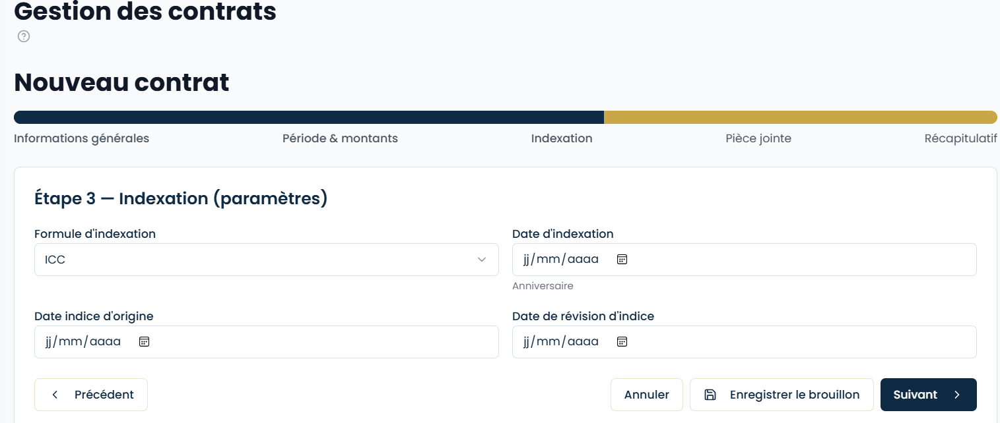 Gestion des contrats
?
Nouveau contrat
Informations générales Période & montants Indexation Pièce jointe Récapitulatif
Étape 3 — Indexation (paramètres)
Formule d'indexation Date d'indexation
ICC jj/mm/aaaa
Anniversaire
Date indice d'origine Date de révision d'indice
jj/mm/aaaa jj/mm/aaaa
Précédent Annuler Enregistrer le brouillon Suivant